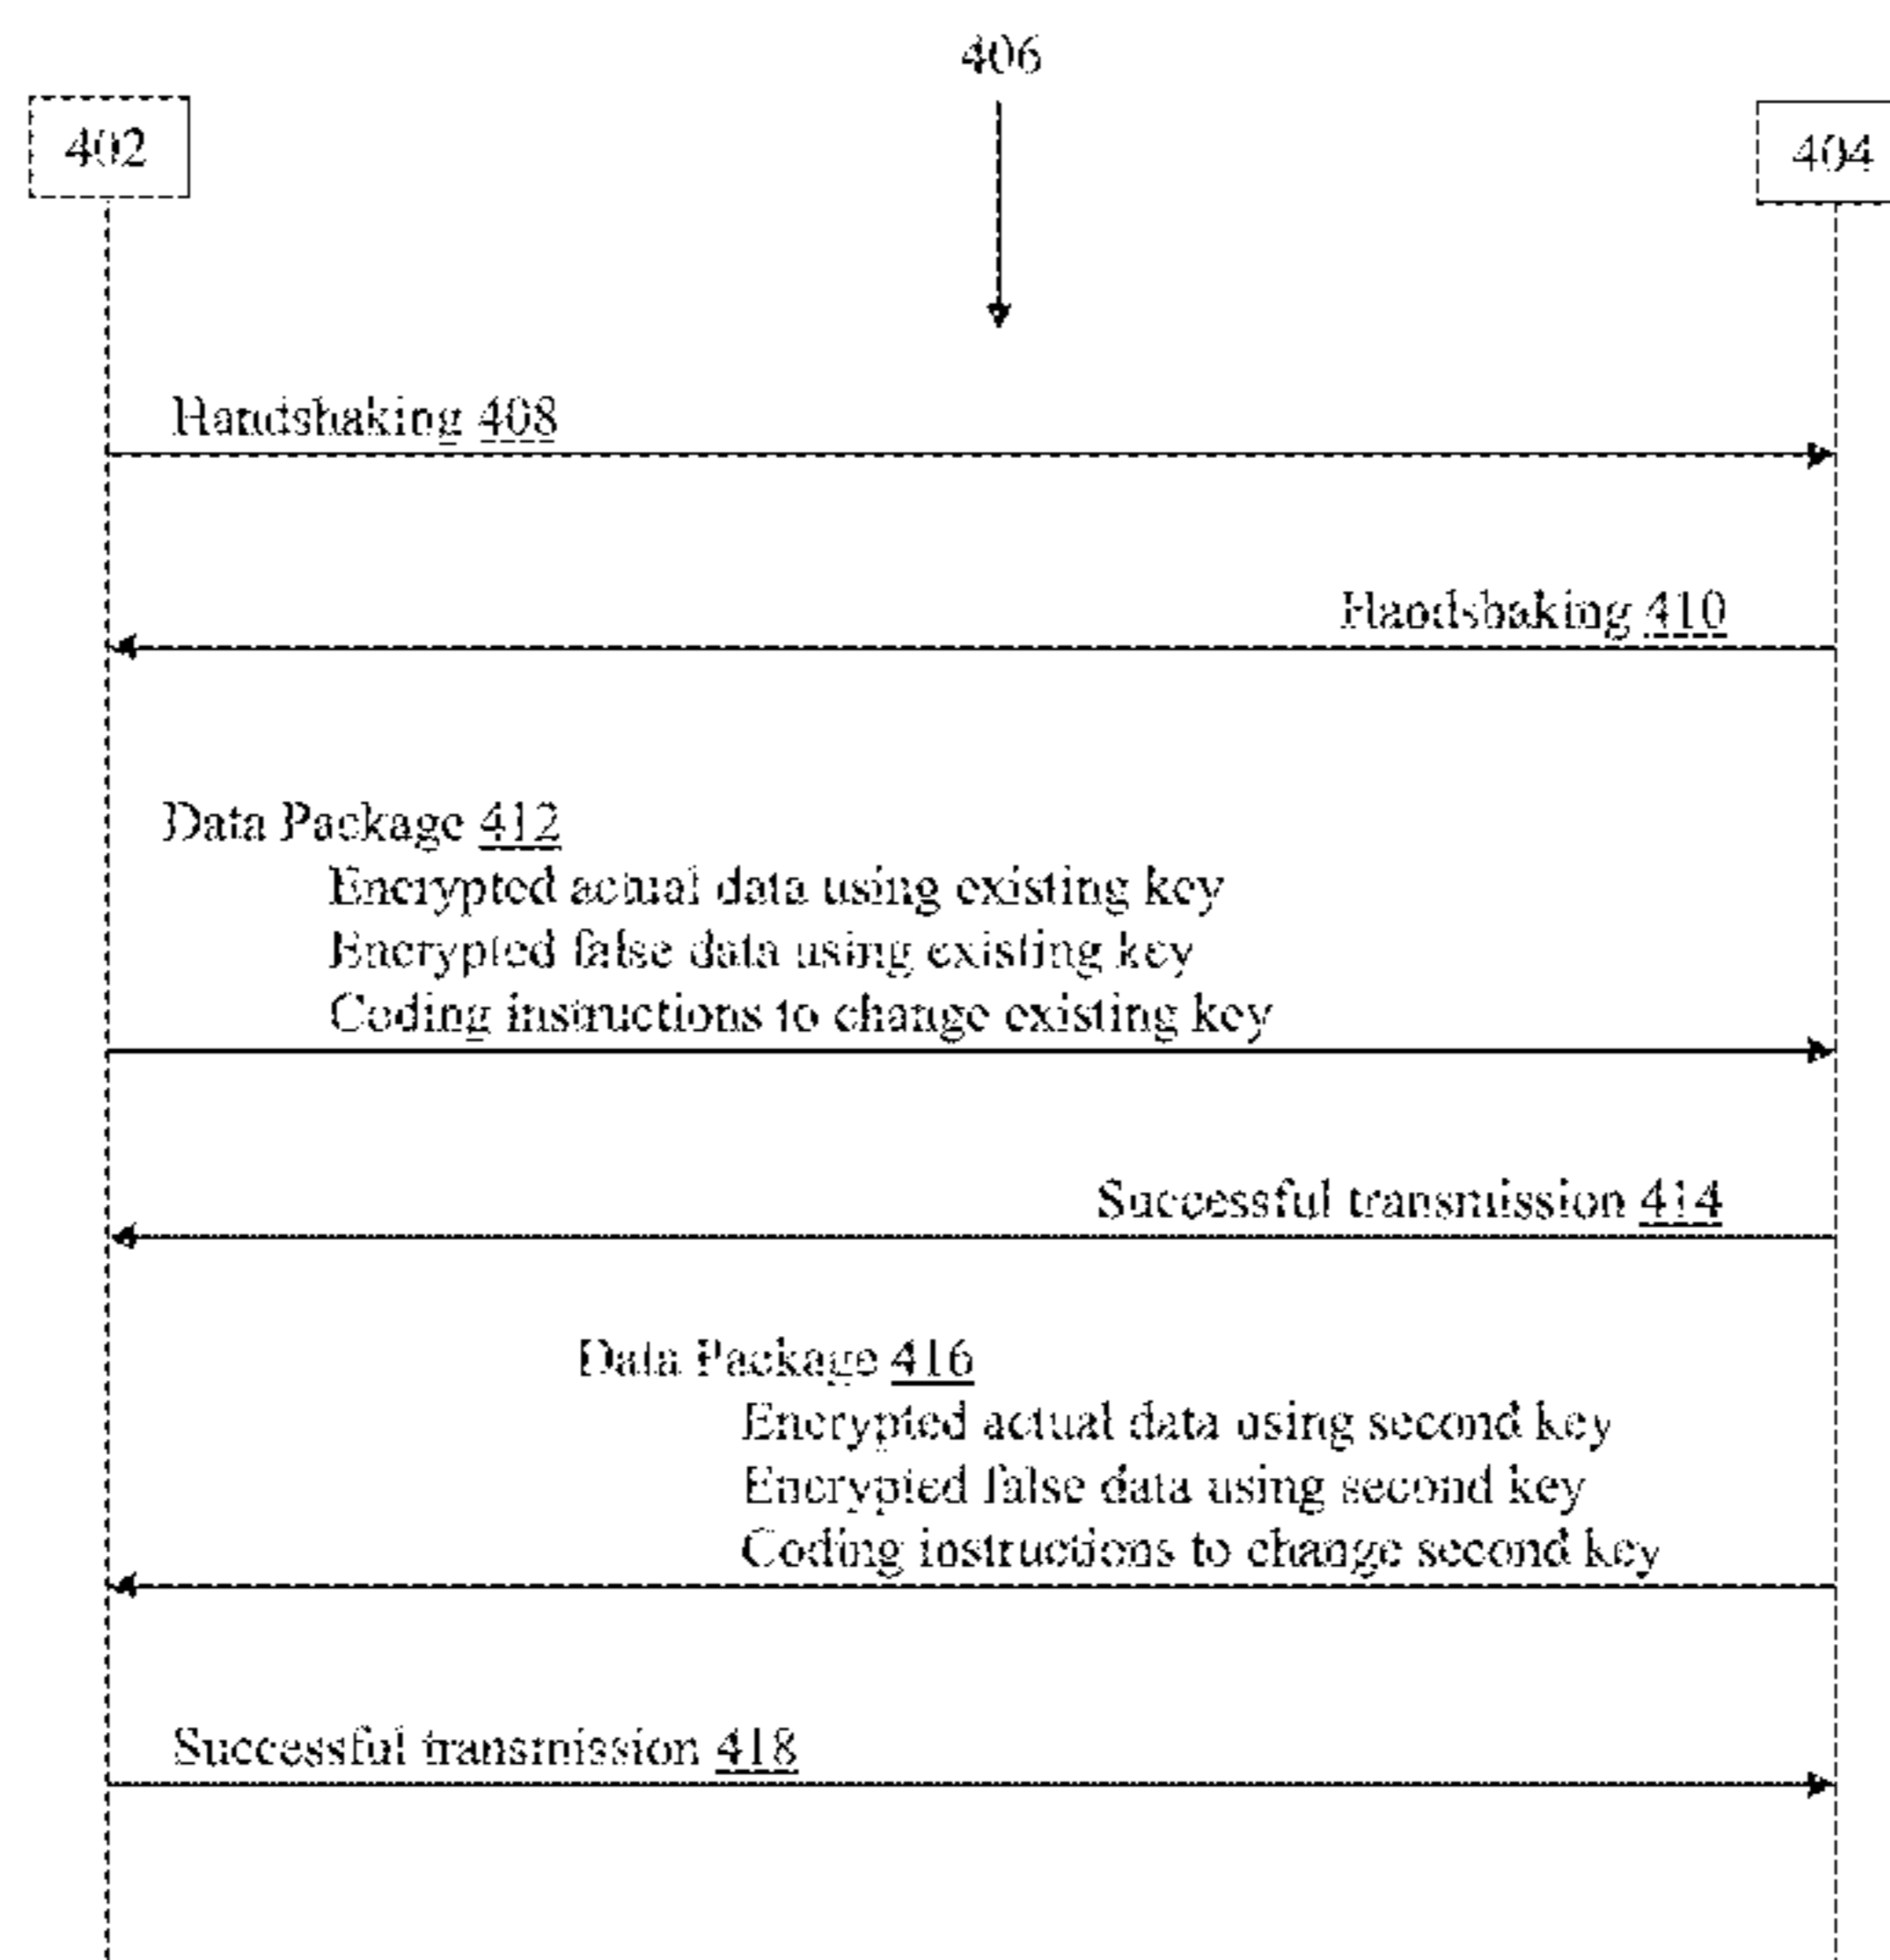 406
402
404
Handshaking 408
Handshaking 410
Data Package 412
Encrypted actual data using existing key
Encrypted false data using existing key
Coding instructions to change existing key
Successful transmission 414
Data Package 416
Encrypted actual data using second key
Encrypted false data using second key
Coding instructions to change second key
Successful transmission 418